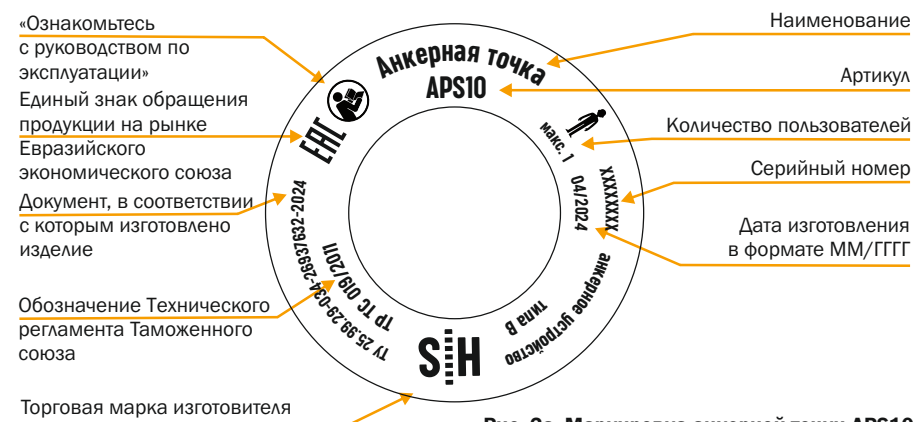 «Ознакомьтесь
с руководством по
эксплуатации»
Единый знак обращения
продукции на рынке
Евразийского
экономического союза
Документ, в соответствии
с которым изготовлено
изделие
Обозначение Технического
регламента Таможенного
союза
Торговая марка изготовителя
Анкерная точка
APS10
макс. 1
XXXXXXXX
04/2024
анкерное устройство
типа В
SH
ТР ТС 019/2011
ТУ 25.99.29-034-26937632-2024
ЕАС
Наименование
Артикул
Количество пользователей
Серийный номер
Дата изготовления
в формате ММ/ГГГГ